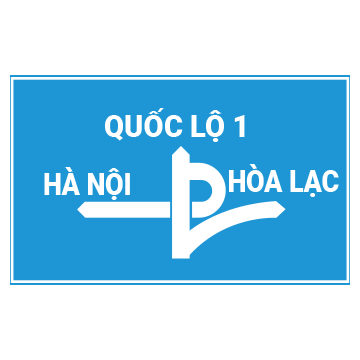 QUỐC LỘ 1
HÀ NỘI
HÒA LẠC